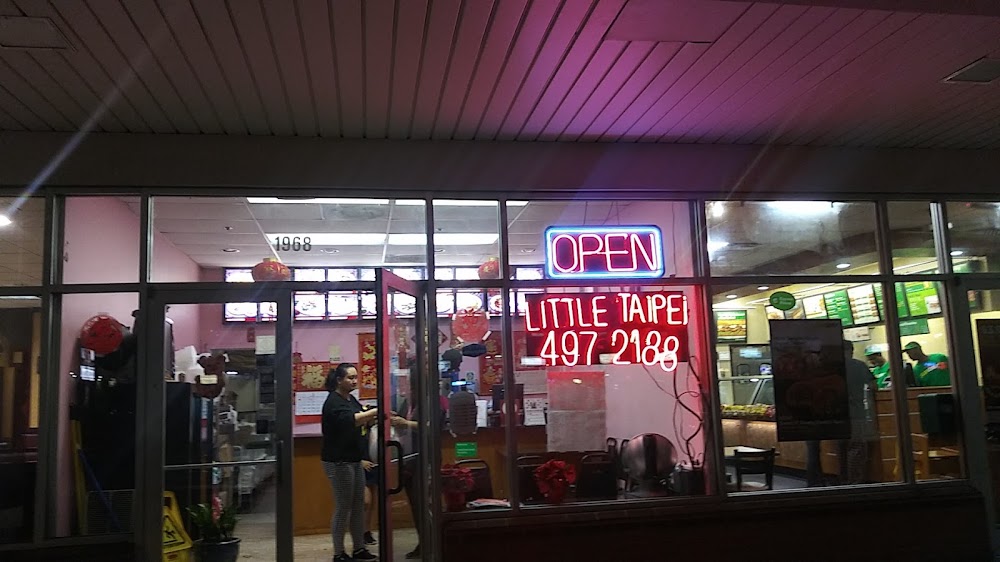 1968
OPEN
LITTLE TAIPEI
497 2188